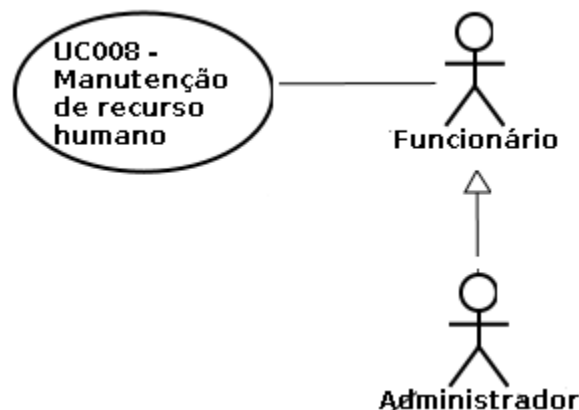 UC008 -
Manutenção
de recurso
humano
Funcionário
Administrador